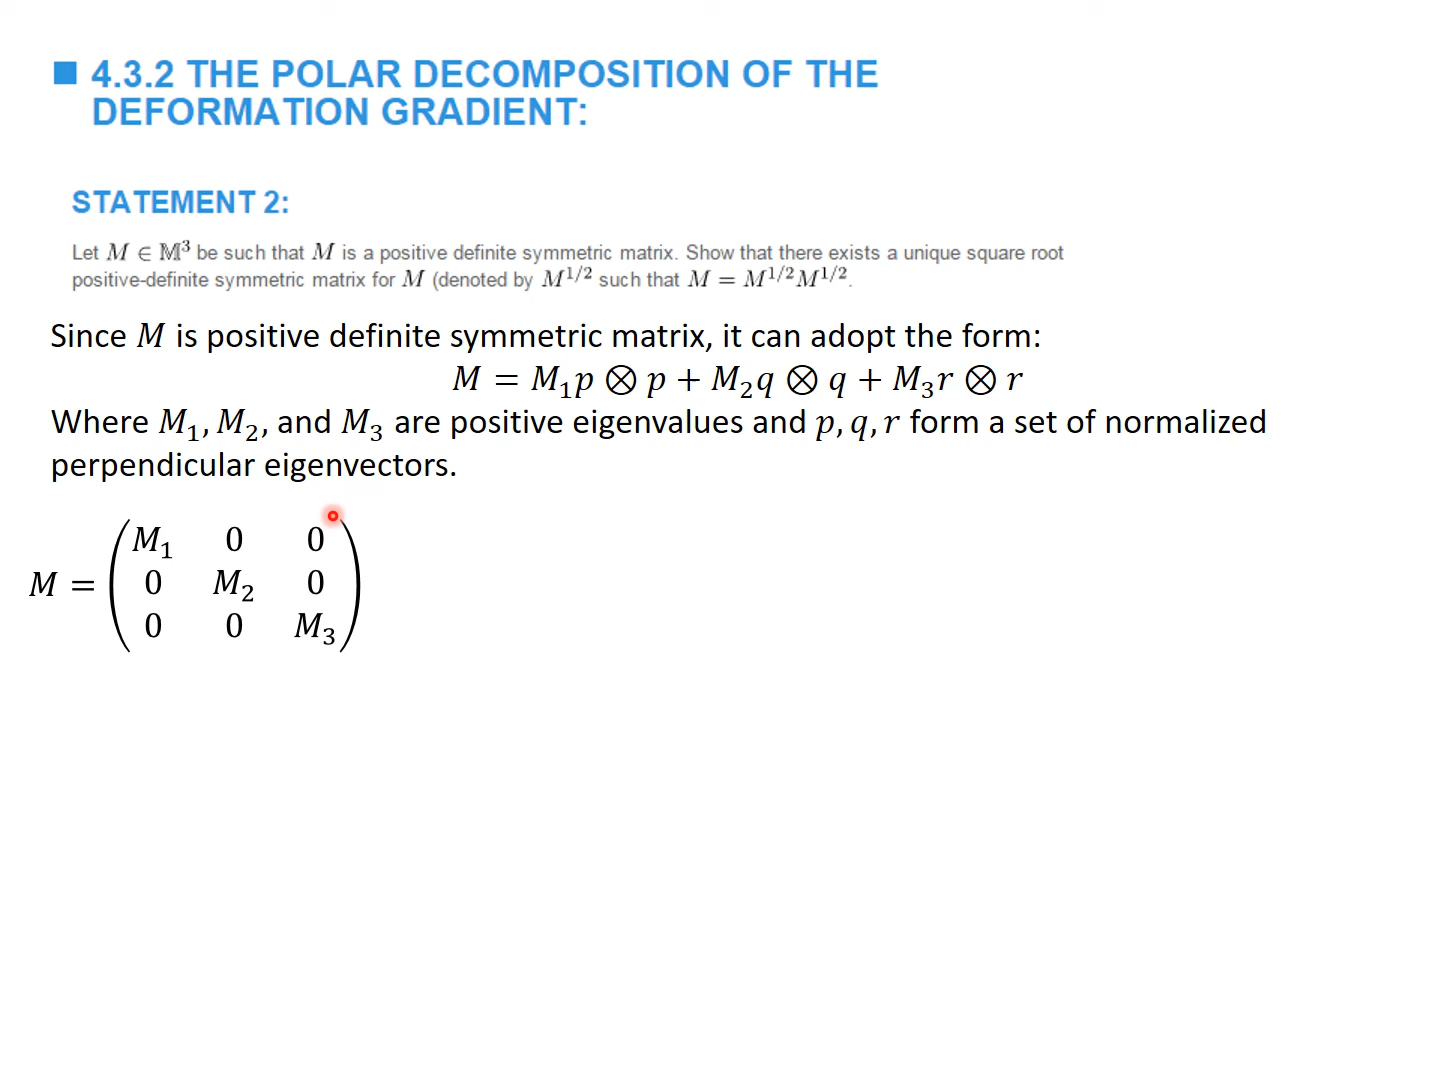 4.3.2 THE POLAR DECOMPOSITION OF THE
DEFORMATION GRADIENT:
STATEMENT 2:
Let M ∈ 𝕄³ be such that M is a positive definite symmetric matrix. Show that there exists a unique square root
positive-definite symmetric matrix for M (denoted by M^{1/2} such that M = M^{1/2}M^{1/2}.
Since M is positive definite symmetric matrix, it can adopt the form:
M = M₁p ⊗ p + M₂q ⊗ q + M₃r ⊗ r
Where M₁, M₂, and M₃ are positive eigenvalues and p, q, r form a set of normalized
perpendicular eigenvectors.
M₁ 0 0
M = ( 0 M₂ 0 )
0 0 M₃